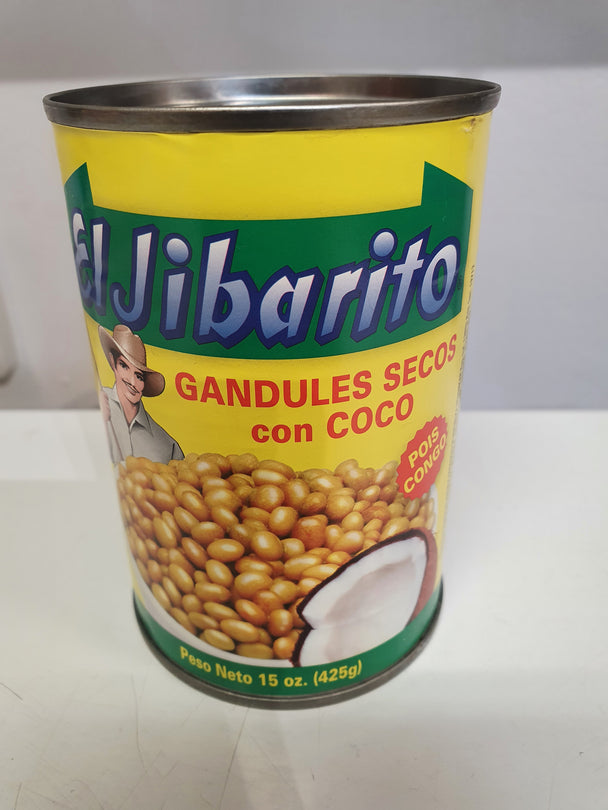 El Jibarito
GANDULES SECOS
con COCO
POIS
CONGO
Peso Neto 15 oz. (425g)